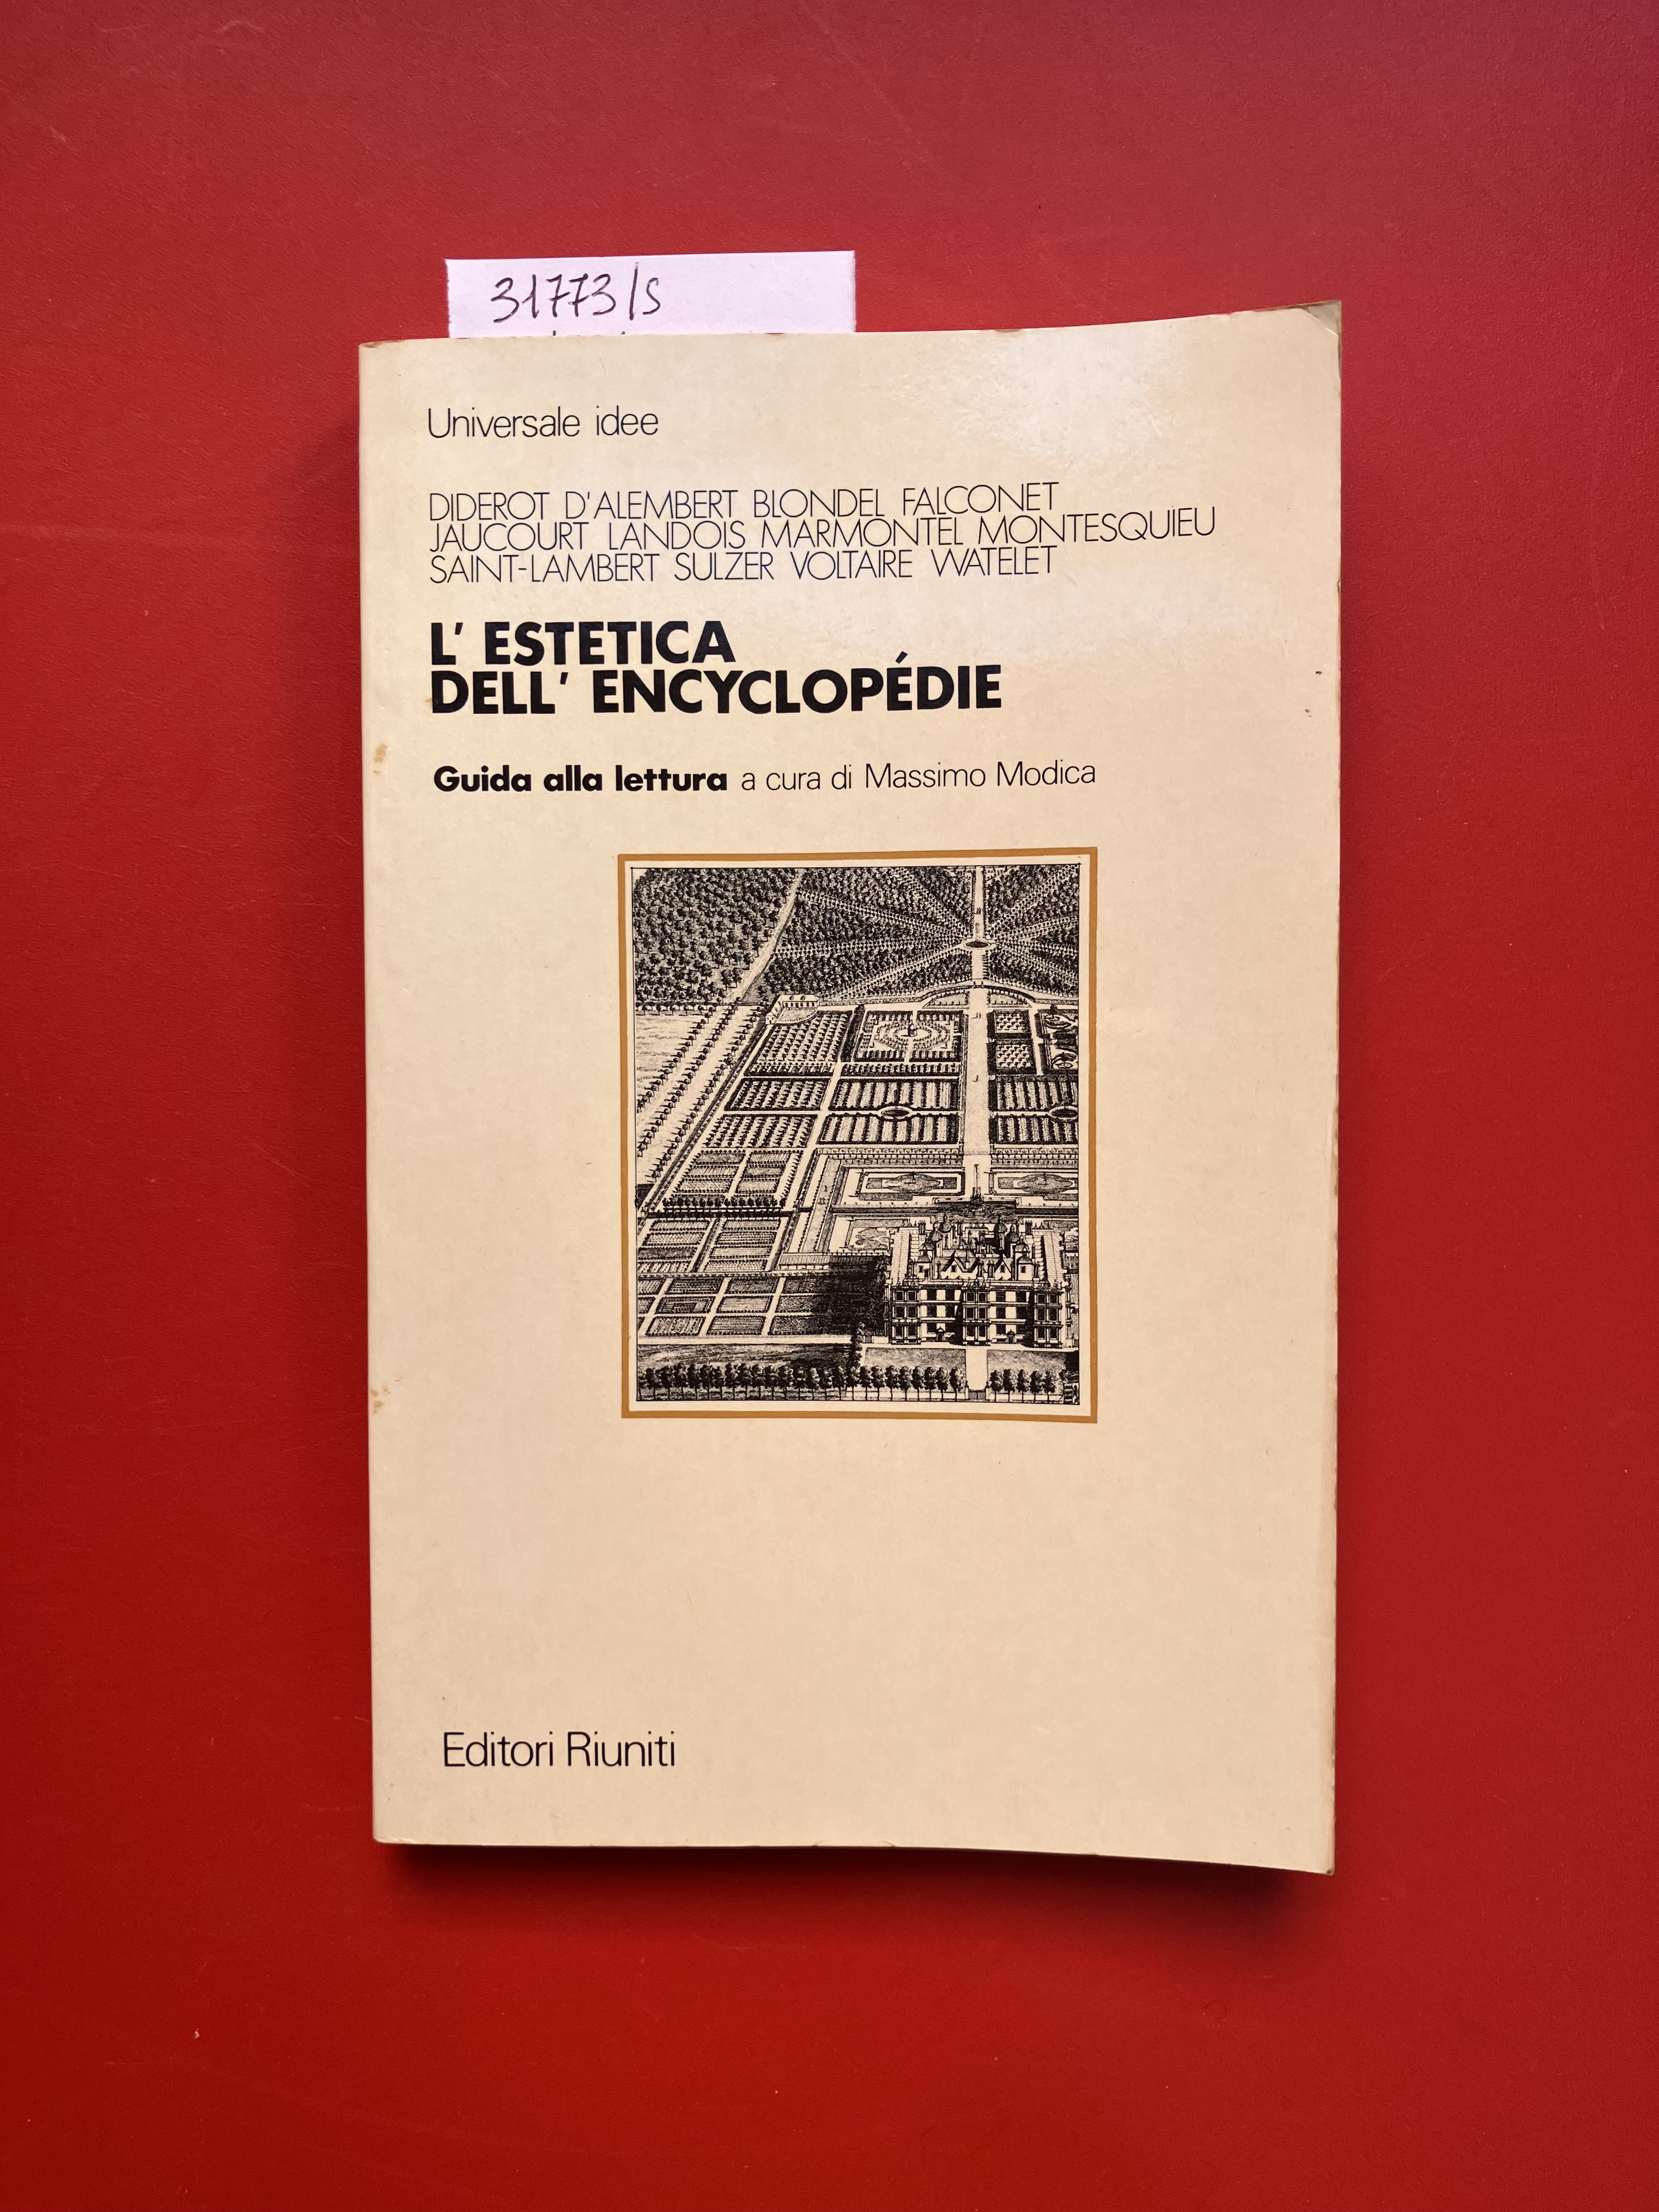 31773/s
Universale idee
DIDEROT D'ALEMBERT BLONDEL FALCONET
JAUCOURT LANDOIS MARMONTEL MONTESQUIEU
SAINT-LAMBERT SULZER VOLTAIRE WATELET
L' ESTETICA
DELL' ENCYCLOPÉDIE
Guida alla lettura a cura di Massimo Modica
Editori Riuniti